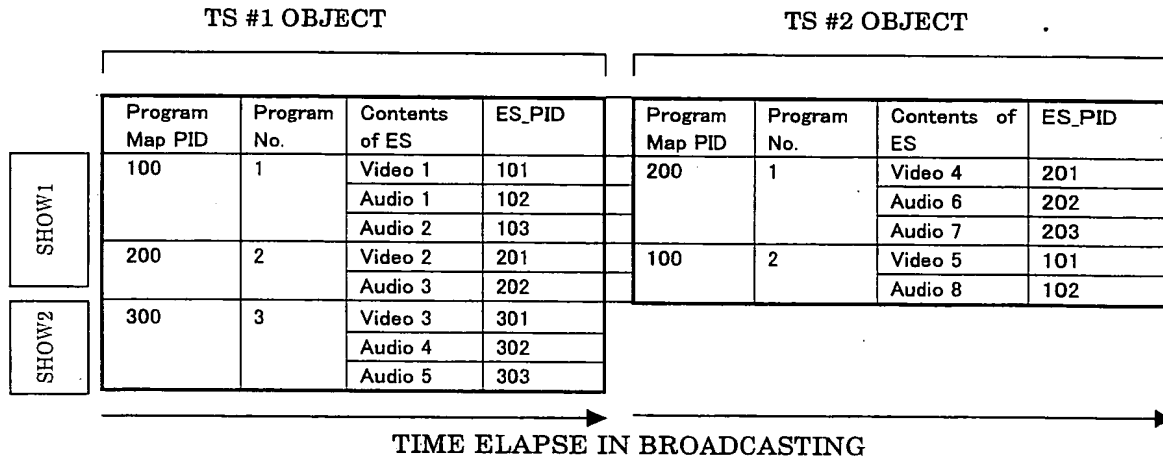 TS #1 OBJECT
TS #2 OBJECT
Program Map PID | Program No. | Contents of ES | ES_PID
100 | 1 | Video 1 | 101
Audio 1 | 102
Audio 2 | 103
200 | 2 | Video 2 | 201
Audio 3 | 202
300 | 3 | Video 3 | 301
Audio 4 | 302
Audio 5 | 303
Program Map PID | Program No. | Contents of ES | ES_PID
200 | 1 | Video 4 | 201
Audio 6 | 202
Audio 7 | 203
100 | 2 | Video 5 | 101
Audio 8 | 102
SHOW1
SHOW2
TIME ELAPSE IN BROADCASTING